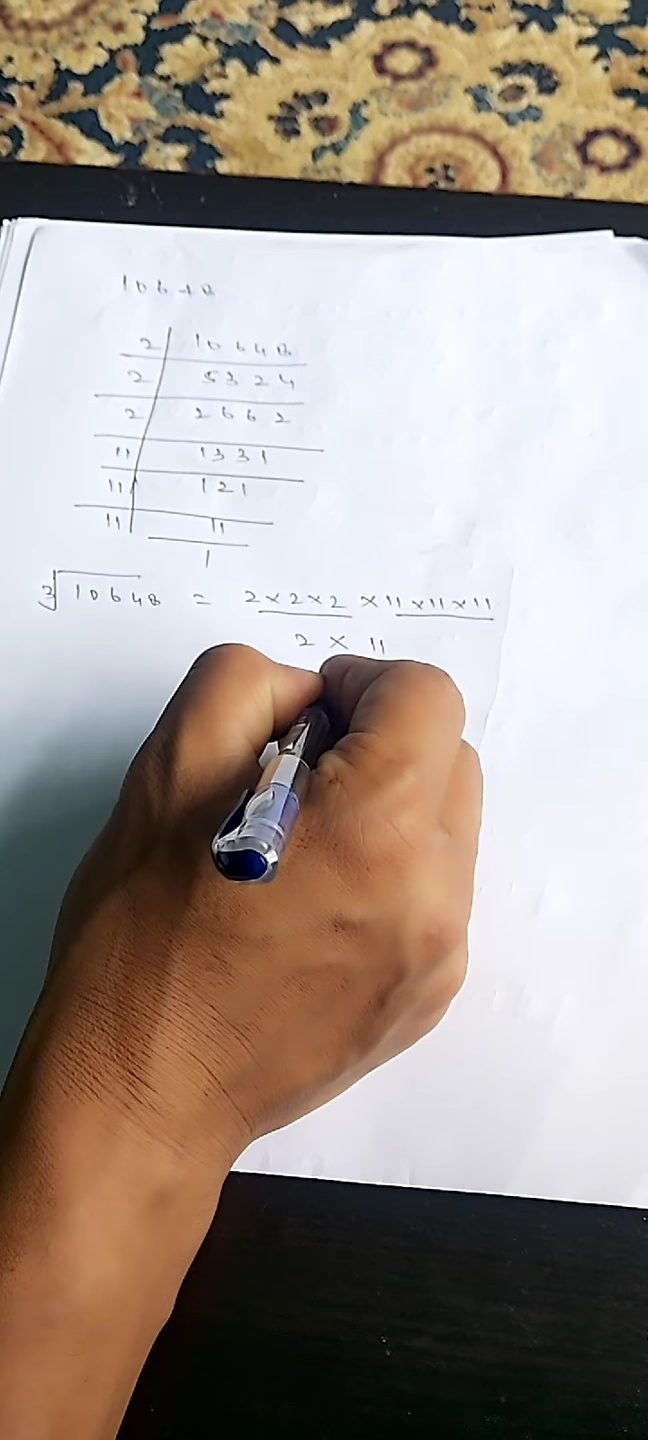 10648
2 | 10648
2 | 5324
2 | 2662
11 | 1331
11 | 121
11 | 11
1
∛10648 = 2×2×2 × 11×11×11
2 × 11